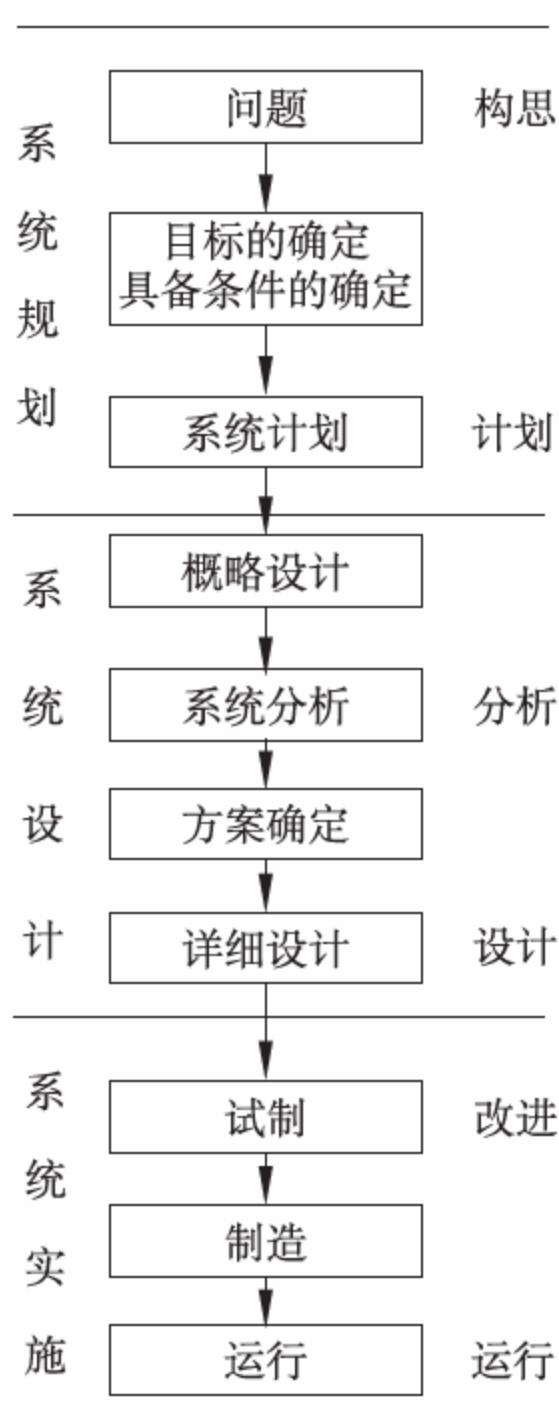 系统规划
问题
构思
目标的确定
具备条件的确定
系统计划
计划
系统设计
概略设计
系统分析
分析
方案确定
详细设计
设计
系统实施
试制
改进
制造
运行
运行